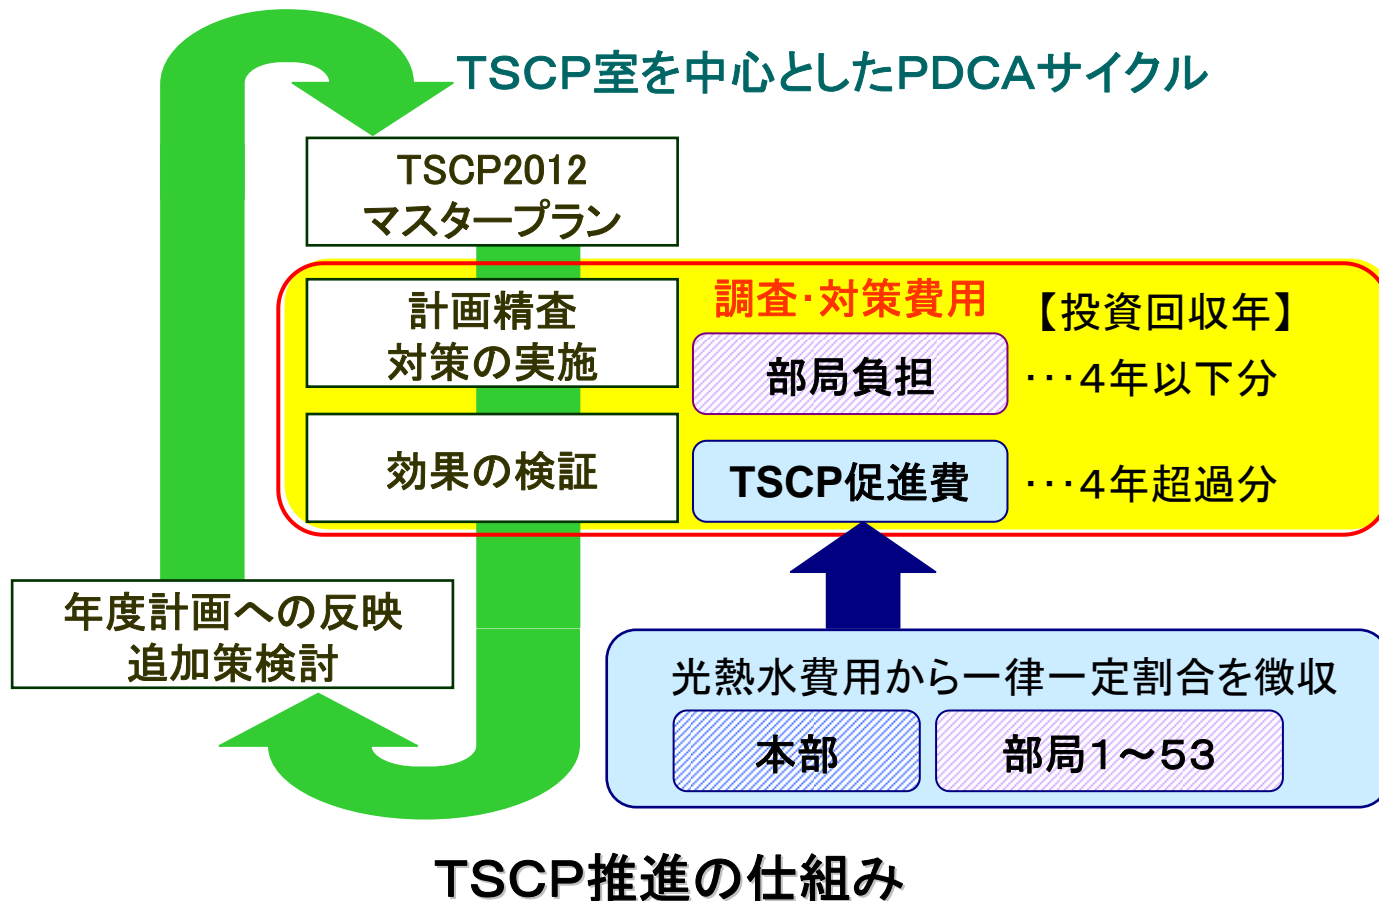 TSCP室を中心としたPDCAサイクル
TSCP2012
マスタープラン
計画精査
対策の実施
調査・対策費用
【投資回収年】
部局負担
・・・4年以下分
効果の検証
TSCP促進費
・・・4年超過分
年度計画への反映
追加策検討
光熱水費用から一律一定割合を徴収
本部
部局1～53
TSCP推進の仕組み